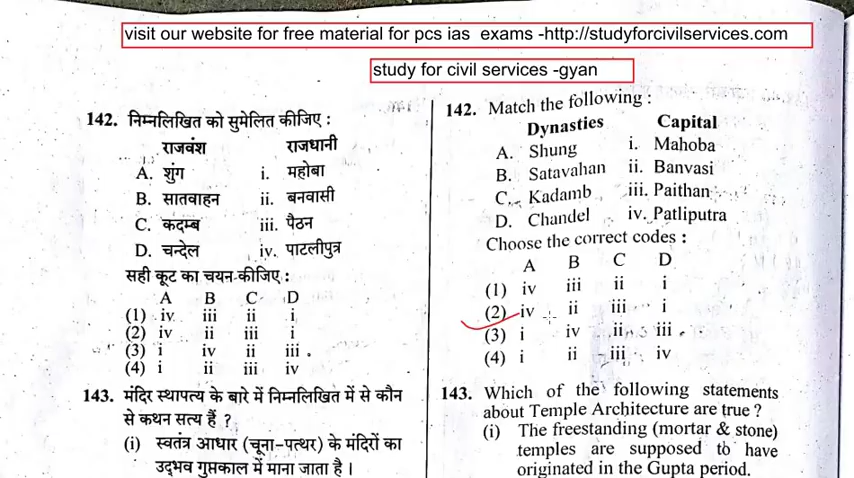 visit our website for free material for pcs ias exams -http://studyforcivilservices.com
study for civil services -gyan
142. निम्नलिखित को सुमेलित कीजिए :
राजवंश राजधानी
A. शुंग i. महोबा
B. सातवाहन ii. बनवासी
C. कदम्ब iii. पैठन
D. चन्देल iv. पाटलीपुत्र
सही कूट का चयन कीजिए :
A B C D
(1) iv iii ii i
(2) iv ii iii i
(3) i iv ii iii
(4) i ii iii iv
143. मंदिर स्थापत्य के बारे में निम्नलिखित में से कौन
से कथन सत्य हैं ?
(i) स्वतंत्र आधार (चूना-पत्थर) के मंदिरों का
उद्भव गुप्तकाल में माना जाता है।
142. Match the following :
Dynasties Capital
A. Shung i. Mahoba
B. Satavahan ii. Banvasi
C. Kadamb iii. Paithan
D. Chandel iv. Patliputra
Choose the correct codes :
A B C D
(1) iv iii ii i
(2) iv ii iii i
(3) i iv ii iii
(4) i ii iii iv
143. Which of the following statements
about Temple Architecture are true ?
(i) The freestanding (mortar & stone)
temples are supposed to have
originated in the Gupta period.